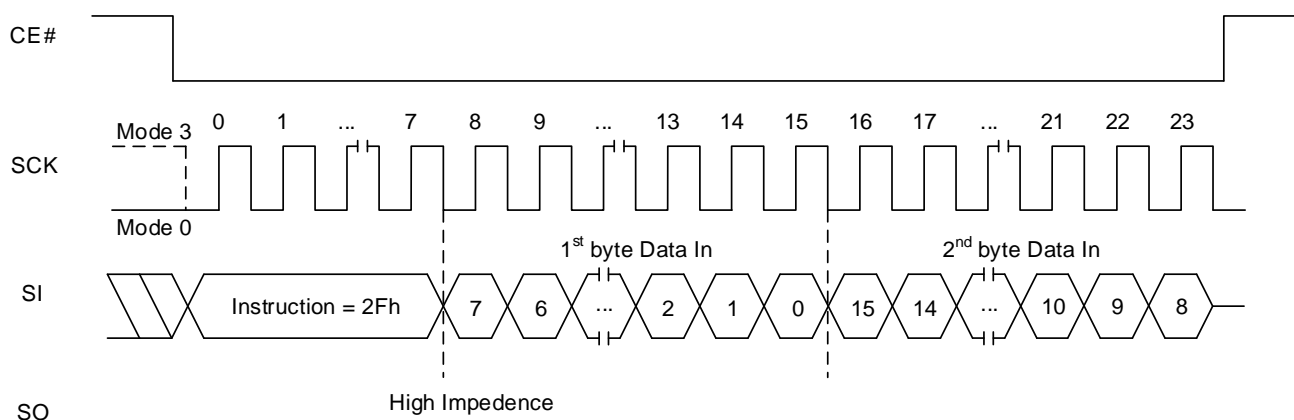 CE#
0 1 ... 7 8 9 ... 13 14 15 16 17 ... 21 22 23
Mode 3
SCK
Mode 0
1st byte Data In 2nd byte Data In
SI Instruction = 2Fh 7 6 ... 2 1 0 15 14 ... 10 9 8
High Impedence
SO